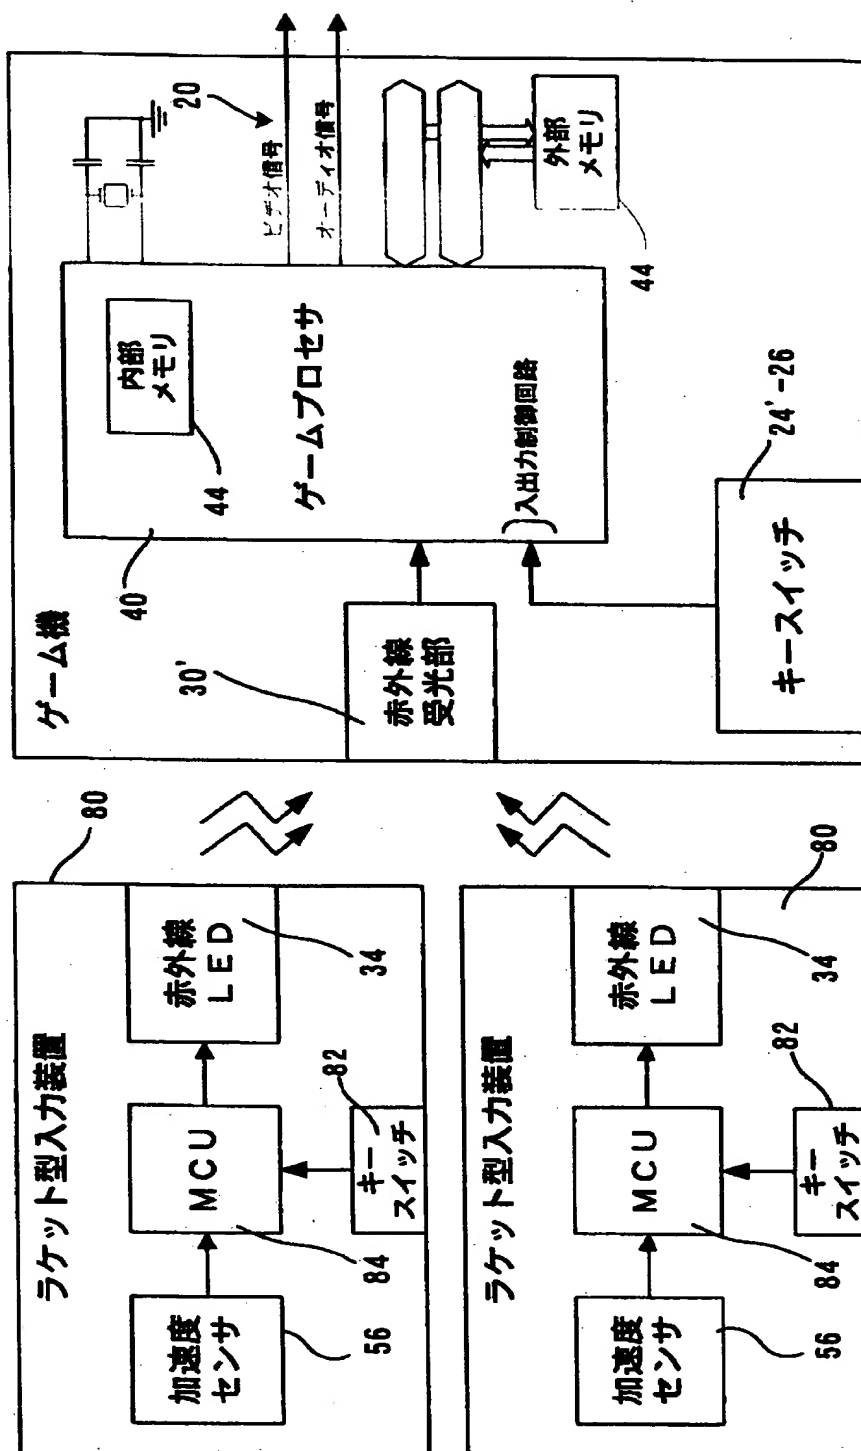 ゲーム機
20
ビデオ信号
オーディオ信号
内部
メモリ
44
ゲームプロセサ
40
入出力制御回路
外部
メモリ
44
赤外線
受光部
30'
キースイッチ
24'-26
ラケット型入力装置
80
加速度
センサ
56
MCU
84
赤外線
LED
34
キー
スイッチ
82
ラケット型入力装置
80
加速度
センサ
56
MCU
84
赤外線
LED
34
キー
スイッチ
82